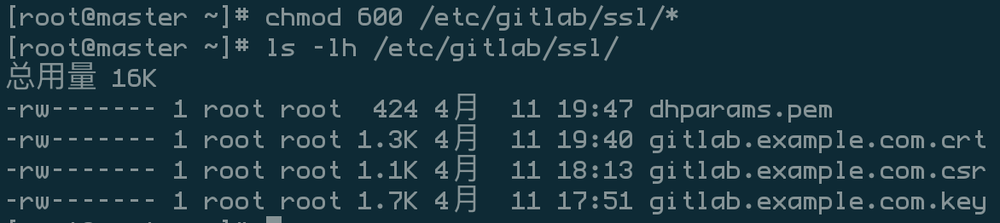 [root@master ~]# chmod 600 /etc/gitlab/ssl/*
[root@master ~]# ls -lh /etc/gitlab/ssl/
总用量 16K
-rw------- 1 root root  424 4月  11 19:47 dhparams.pem
-rw------- 1 root root 1.3K 4月  11 19:40 gitlab.example.com.crt
-rw------- 1 root root 1.1K 4月  11 18:13 gitlab.example.com.csr
-rw------- 1 root root 1.7K 4月  11 17:51 gitlab.example.com.key
[root@master ~]#